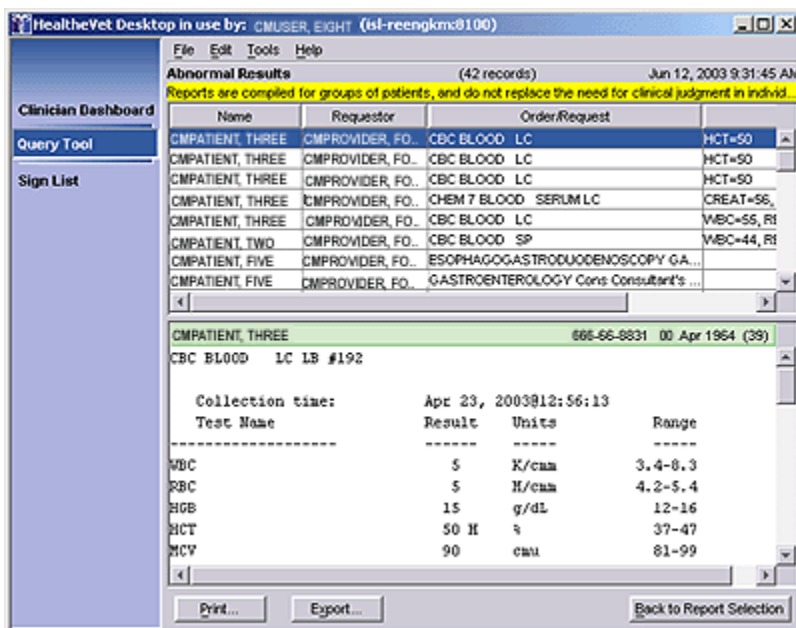 HealtheVet Desktop in use by: CMUSER, EIGHT (isl-reengkm:8100)
File Edit Tools Help
Abnormal Results (42 records) Jun 12, 2003 9:31:45 AM
Reports are compiled for groups of patients, and do not replace the need for clinical judgment in individ...
Clinician Dashboard
Query Tool
Sign List
Name Requestor Order/Request
CMPATIENT, THREE CMPROVIDER, FO.. CBC BLOOD LC HCT=50
CMPATIENT, THREE CMPROVIDER, FO.. CBC BLOOD LC HCT=50
CMPATIENT, THREE CMPROVIDER, FO.. CBC BLOOD LC HCT=50
CMPATIENT, THREE CMPROVIDER, FO.. CHEM 7 BLOOD SERUM LC CREAT=56,
CMPATIENT, THREE CMPROVIDER, FO.. CBC BLOOD LC WBC=55, RE
CMPATIENT, TWO CMPROVIDER, FO.. CBC BLOOD SP WBC=44, RE
CMPATIENT, FIVE CMPROVIDER, FO.. ESOPHAGOGASTRODUODENOSCOPY GA...
CMPATIENT, FIVE CMPROVIDER, FO.. GASTROENTEROLOGY Cons Consultant's ...
CMPATIENT, THREE 666-66-8831 00 Apr 1964 (39)
CBC BLOOD LC LB #192
Collection time: Apr 23, 2003@12:56:13
Test Name Result Units Range
------------------- ------ ----- -----
WBC 5 K/cmm 3.4-8.3
RBC 5 M/cmm 4.2-5.4
HGB 15 g/dL 12-16
HCT 50 H % 37-47
MCV 90 cmu 81-99
Print... Export... Back to Report Selection